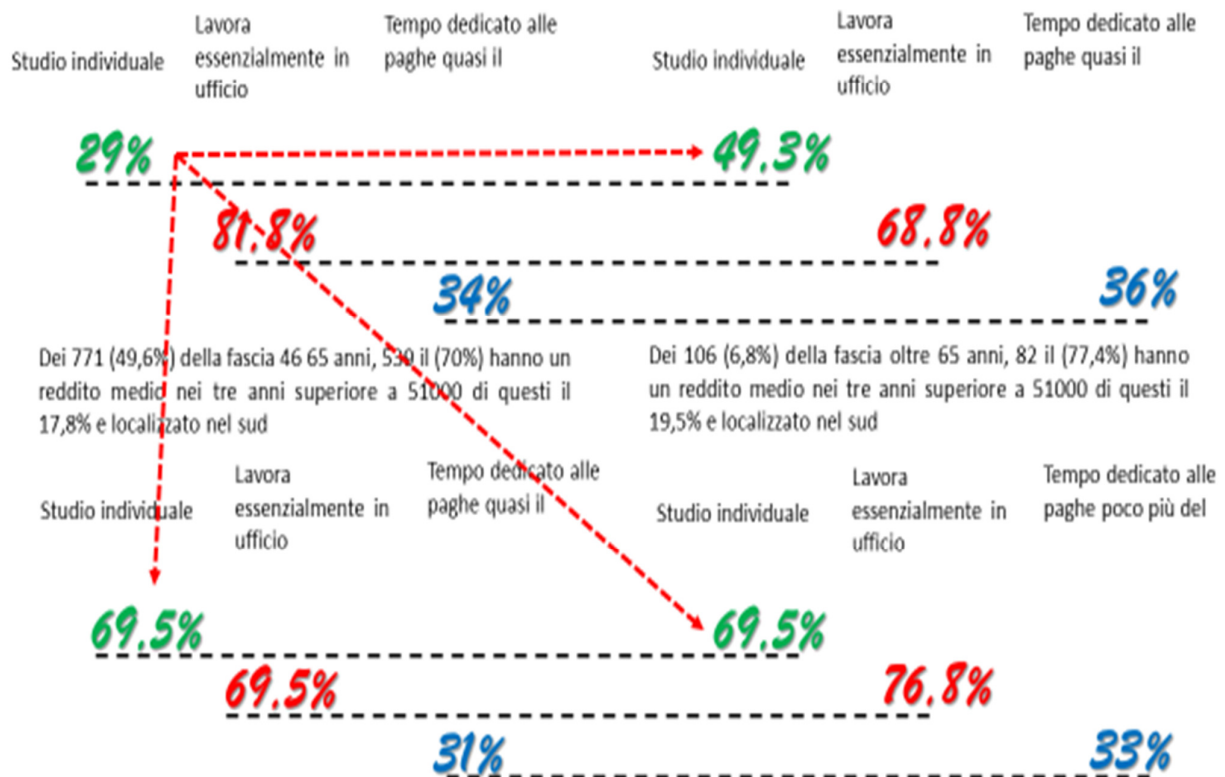 Studio individuale
Lavora
essenzialmente in
ufficio
Tempo dedicato alle
paghe quasi il
Studio individuale
Lavora
essenzialmente in
ufficio
Tempo dedicato alle
paghe quasi il
29%
49.3%
81.8%
68.8%
34%
36%
Dei 771 (49,6%) della fascia 46 65 anni, 539 il (70%) hanno un
reddito medio nei tre anni superiore a 51000 di questi il
17,8% e localizzato nel sud
Dei 106 (6,8%) della fascia oltre 65 anni, 82 il (77,4%) hanno
un reddito medio nei tre anni superiore a 51000 di questi il
19,5% e localizzato nel sud
Studio individuale
Lavora
essenzialmente in
ufficio
Tempo dedicato alle
paghe quasi il
Studio individuale
Lavora
essenzialmente in
ufficio
Tempo dedicato alle
paghe poco più del
69.5%
69.5%
69.5%
76.8%
31%
33%